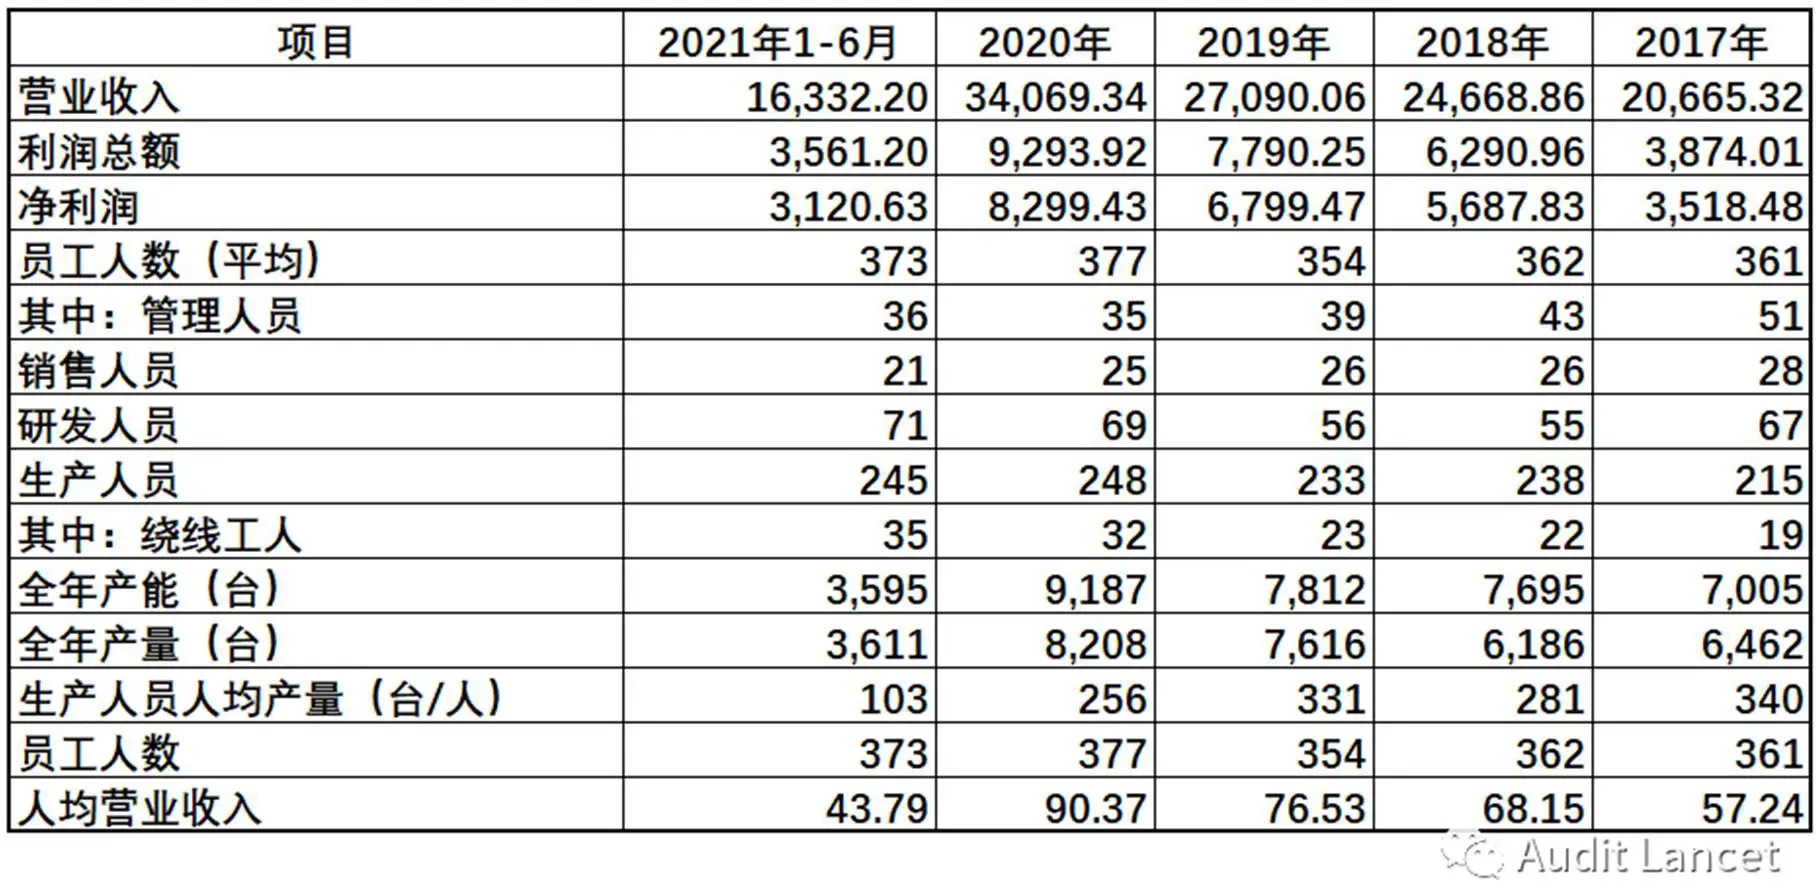 项目 2021年1-6月 2020年 2019年 2018年 2017年
营业收入 16,332.20 34,069.34 27,090.06 24,668.86 20,665.32
利润总额 3,561.20 9,293.92 7,790.25 6,290.96 3,874.01
净利润 3,120.63 8,299.43 6,799.47 5,687.83 3,518.48
员工人数（平均） 373 377 354 362 361
其中：管理人员 36 35 39 43 51
销售人员 21 25 26 26 28
研发人员 71 69 56 55 67
生产人员 245 248 233 238 215
其中：绕线工人 35 32 23 22 19
全年产能（台） 3,595 9,187 7,812 7,695 7,005
全年产量（台） 3,611 8,208 7,616 6,186 6,462
生产人员人均产量（台/人） 103 256 331 281 340
员工人数 373 377 354 362 361
人均营业收入 43.79 90.37 76.53 68.15 57.24
Audit Lancet